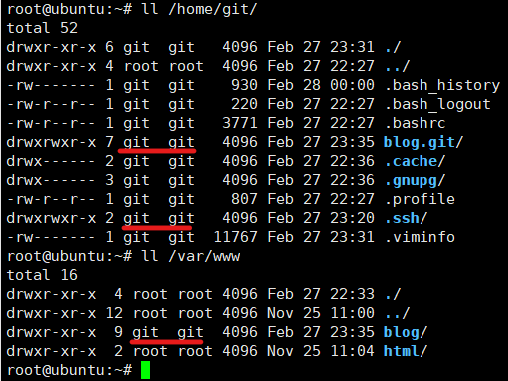 root@ubuntu:~# ll /home/git/
total 52
drwxr-xr-x 6 git  git   4096 Feb 27 23:31 ./
drwxr-xr-x 4 root root  4096 Feb 27 22:27 ../
-rw------- 1 git  git    930 Feb 28 00:00 .bash_history
-rw-r--r-- 1 git  git    220 Feb 27 22:27 .bash_logout
-rw-r--r-- 1 git  git   3771 Feb 27 22:27 .bashrc
drwxrwxr-x 7 git  git   4096 Feb 27 23:35 blog.git/
drwx------ 2 git  git   4096 Feb 27 22:36 .cache/
drwx------ 3 git  git   4096 Feb 27 22:36 .gnupg/
-rw-r--r-- 1 git  git    807 Feb 27 22:27 .profile
drwxrwxr-x 2 git  git   4096 Feb 27 23:20 .ssh/
-rw------- 1 git  git  11767 Feb 27 23:31 .viminfo
root@ubuntu:~# ll /var/www
total 16
drwxr-xr-x  4 root root 4096 Feb 27 22:33 ./
drwxr-xr-x 12 root root 4096 Nov 25 11:00 ../
drwxr-xr-x  9 git  git  4096 Feb 27 23:35 blog/
drwxr-xr-x  2 root root 4096 Nov 25 11:04 html/
root@ubuntu:~#